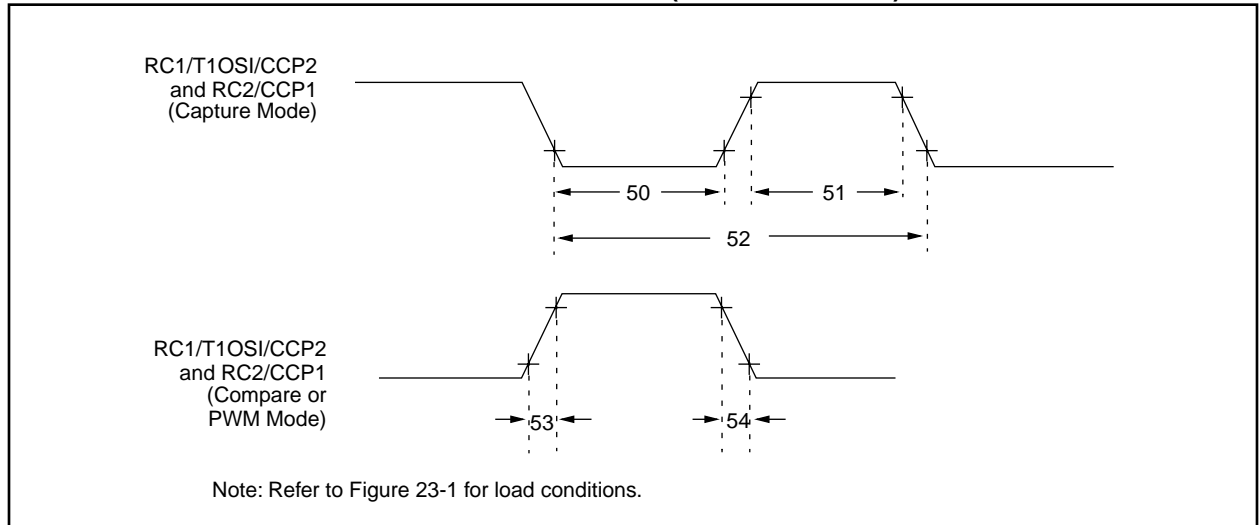 RC1/T1OSI/CCP2
and RC2/CCP1
(Capture Mode)
50
51
52
RC1/T1OSI/CCP2
and RC2/CCP1
(Compare or
PWM Mode)
53
54
Note: Refer to Figure 23-1 for load conditions.